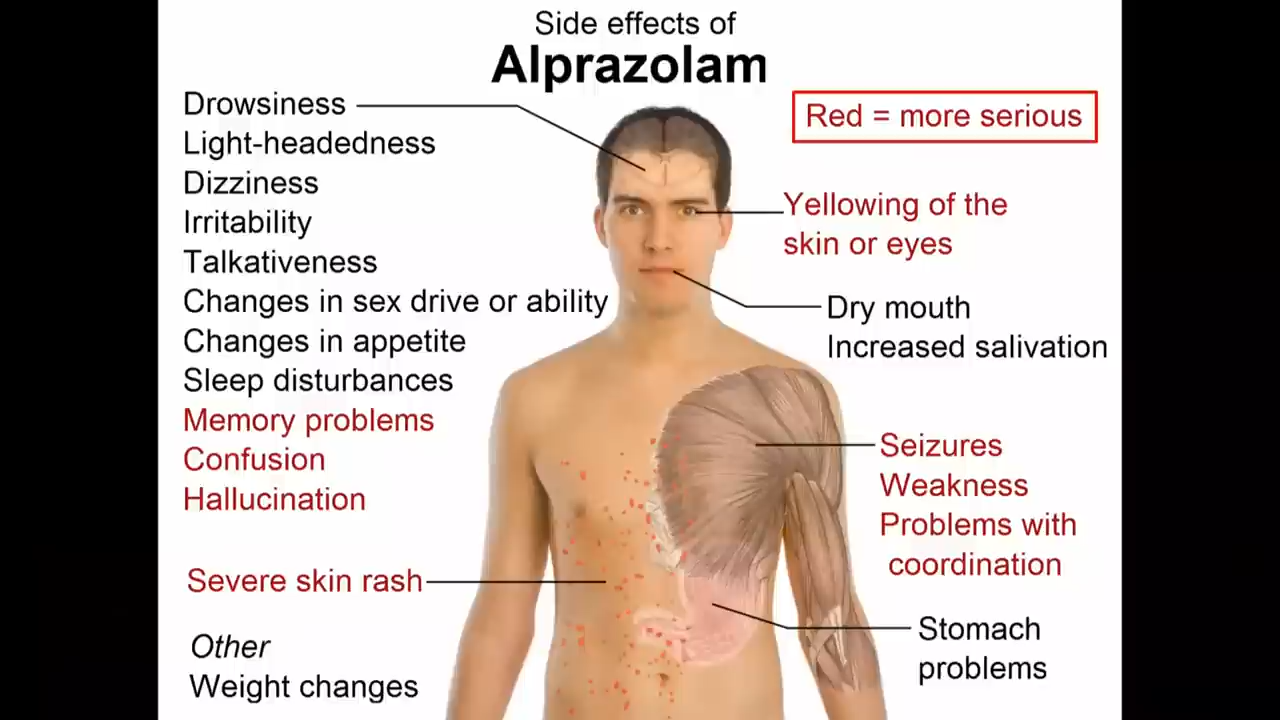 Side effects of
Alprazolam
Red = more serious
Drowsiness
Light-headedness
Dizziness
Irritability
Talkativeness
Changes in sex drive or ability
Changes in appetite
Sleep disturbances
Memory problems
Confusion
Hallucination
Severe skin rash
Other
Weight changes
Yellowing of the
skin or eyes
Dry mouth
Increased salivation
Seizures
Weakness
Problems with
coordination
Stomach
problems